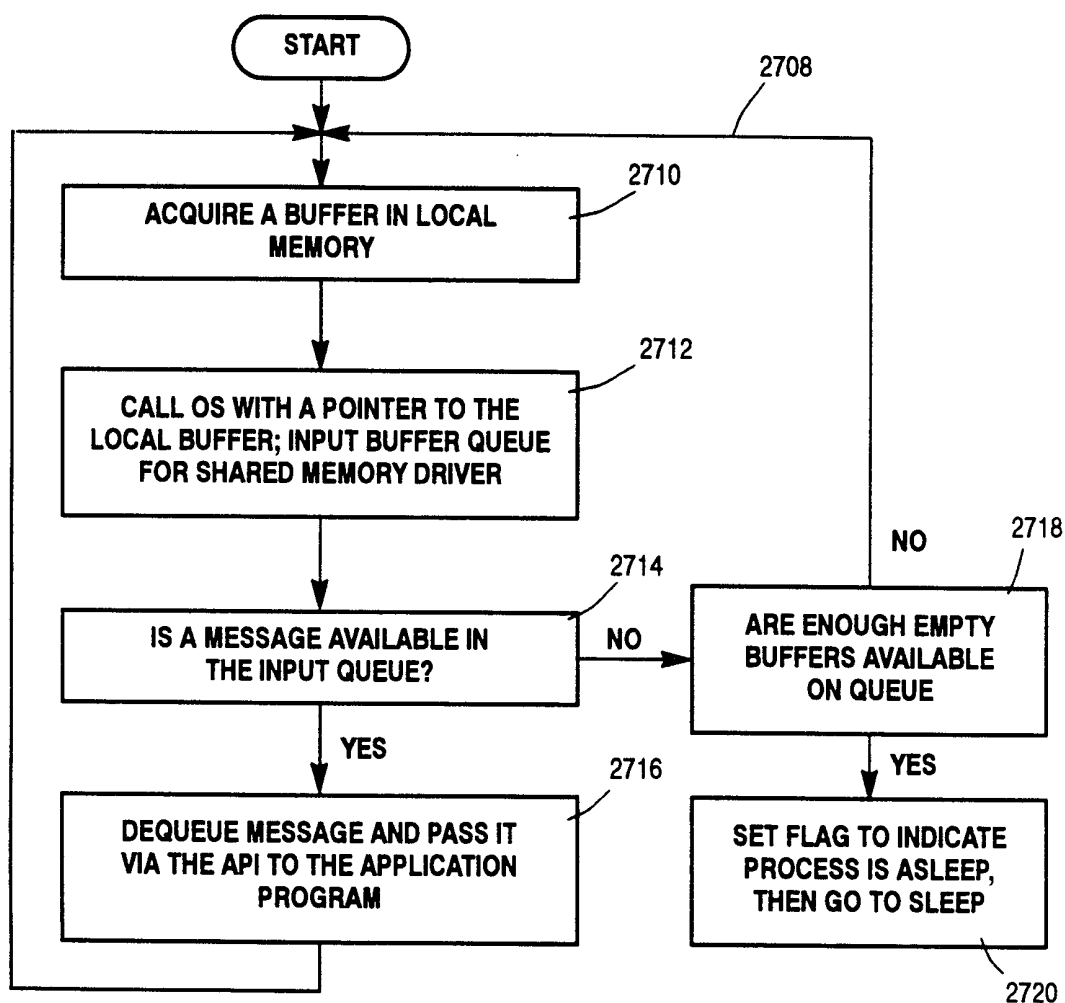 START
2708
2710
ACQUIRE A BUFFER IN LOCAL
MEMORY
2712
CALL OS WITH A POINTER TO THE
LOCAL BUFFER; INPUT BUFFER QUEUE
FOR SHARED MEMORY DRIVER
2714
IS A MESSAGE AVAILABLE IN
THE INPUT QUEUE?
NO
NO
2718
ARE ENOUGH EMPTY
BUFFERS AVAILABLE
ON QUEUE
YES
2716
DEQUEUE MESSAGE AND PASS IT
VIA THE API TO THE APPLICATION
PROGRAM
YES
SET FLAG TO INDICATE
PROCESS IS ASLEEP,
THEN GO TO SLEEP
2720